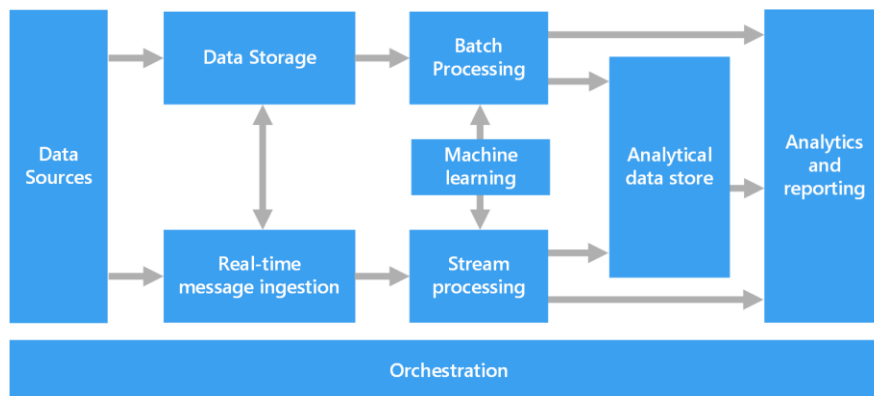 Data
Sources
Data Storage
Real-time
message ingestion
Batch
Processing
Machine
learning
Stream
processing
Analytical
data store
Analytics
and
reporting
Orchestration